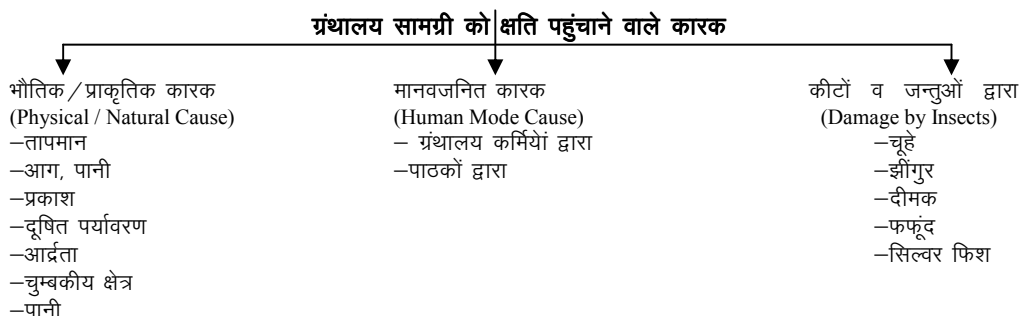 ग्रंथालय सामग्री को क्षति पहुंचाने वाले कारक
भौतिक/प्राकृतिक कारक
(Physical / Natural Cause)
–तापमान
–आग, पानी
–प्रकाश
–दूषित पर्यावरण
–आर्द्रता
–चुम्बकीय क्षेत्र
–पानी
मानवजनित कारक
(Human Mode Cause)
– ग्रंथालय कर्मियेां द्वारा
–पाठकों द्वारा
कीटों व जन्तुओं द्वारा
(Damage by Insects)
–चूहे
–झींगुर
–दीमक
–फफूंद
–सिल्वर फिश